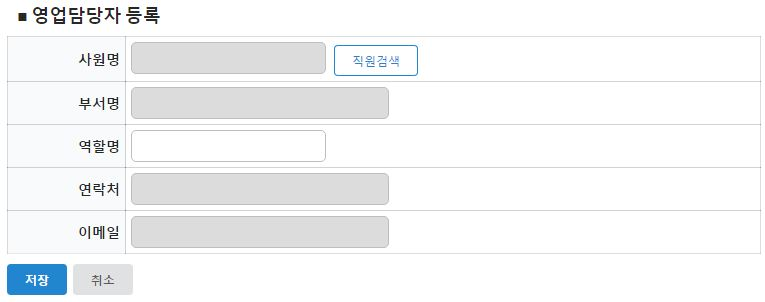 ■ 영업담당자 등록
사원명 직원검색
부서명
역할명
연락처
이메일
저장 취소